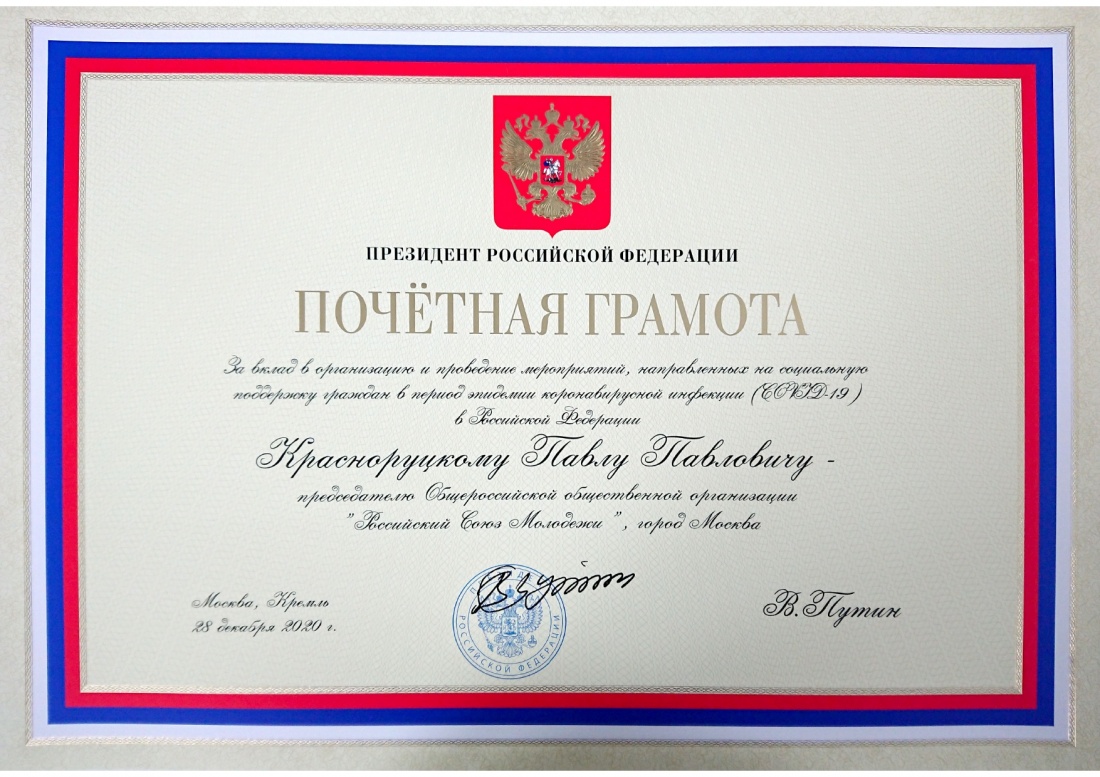 ПРЕЗИДЕНТ РОССИЙСКОЙ ФЕДЕРАЦИИ
ПОЧЁТНАЯ ГРАМОТА
За вклад в организацию и проведение мероприятий, направленных на социальную
поддержку граждан в период эпидемии коронавирусной инфекции (COVID-19 )
в Российской Федерации
Красноруцкому Павлу Павловичу -
председателю Общероссийской общественной организации
"Российский Союз Молодежи ", город Москва
Москва, Кремль
28 декабря 2020 г.
РОССИЙСКОЙ ФЕДЕРАЦИИ
В.Путин